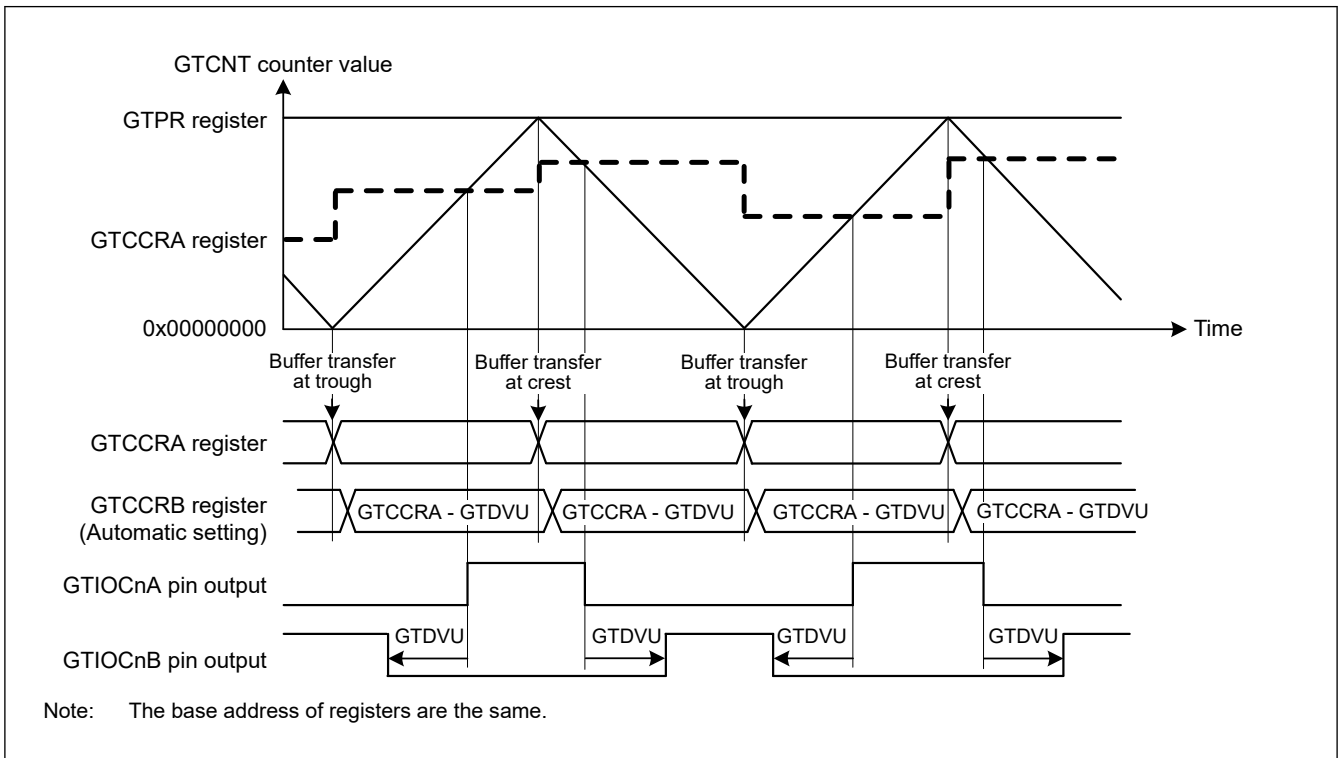 GTCNT counter value
GTPR register
GTCCRA register
0x00000000
Time
Buffer transfer
at trough
Buffer transfer
at crest
Buffer transfer
at trough
Buffer transfer
at crest
GTCCRA register
GTCCRB register
(Automatic setting)
GTCCRA - GTDVU
GTCCRA - GTDVU
GTCCRA - GTDVU
GTCCRA - GTDVU
GTIOCnA pin output
GTIOCnB pin output
GTDVU
GTDVU
GTDVU
GTDVU
Note: The base address of registers are the same.